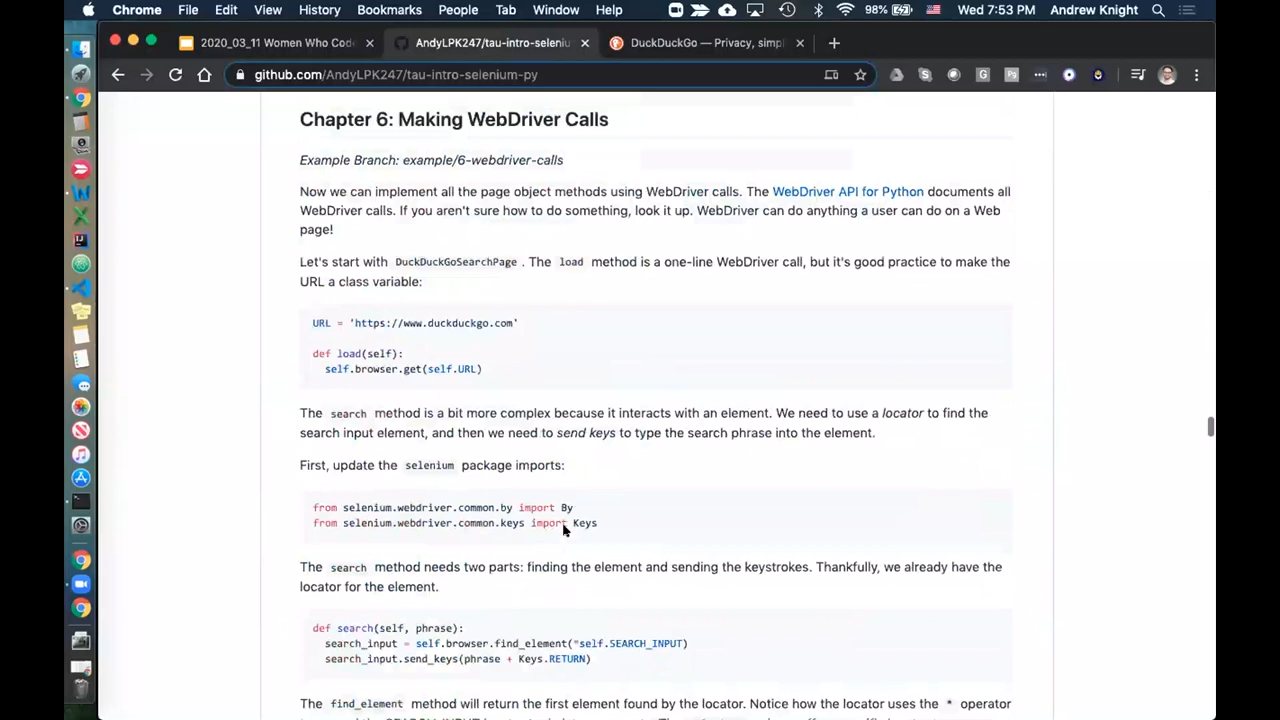 Chrome File Edit View History Bookmarks People Tab Window Help 98% Wed 7:53 PM Andrew Knight
2020_03_11 Women Who Cod
AndyLPK247/tau-intro-seleniu
DuckDuckGo — Privacy, simpl
github.com/AndyLPK247/tau-intro-selenium-py
Chapter 6: Making WebDriver Calls
Example Branch: example/6-webdriver-calls
Now we can implement all the page object methods using WebDriver calls. The WebDriver API for Python documents all
WebDriver calls. If you aren't sure how to do something, look it up. WebDriver can do anything a user can do on a Web
page!
Let's start with DuckDuckGoSearchPage . The load method is a one-line WebDriver call, but it's good practice to make the
URL a class variable:
URL = 'https://www.duckduckgo.com'
def load(self):
self.browser.get(self.URL)
The search method is a bit more complex because it interacts with an element. We need to use a locator to find the
search input element, and then we need to send keys to type the search phrase into the element.
First, update the selenium package imports:
from selenium.webdriver.common.by import By
from selenium.webdriver.common.keys import Keys
The search method needs two parts: finding the element and sending the keystrokes. Thankfully, we already have the
locator for the element.
def search(self, phrase):
search_input = self.browser.find_element(*self.SEARCH_INPUT)
search_input.send_keys(phrase + Keys.RETURN)
The find_element method will return the first element found by the locator. Notice how the locator uses the * operator